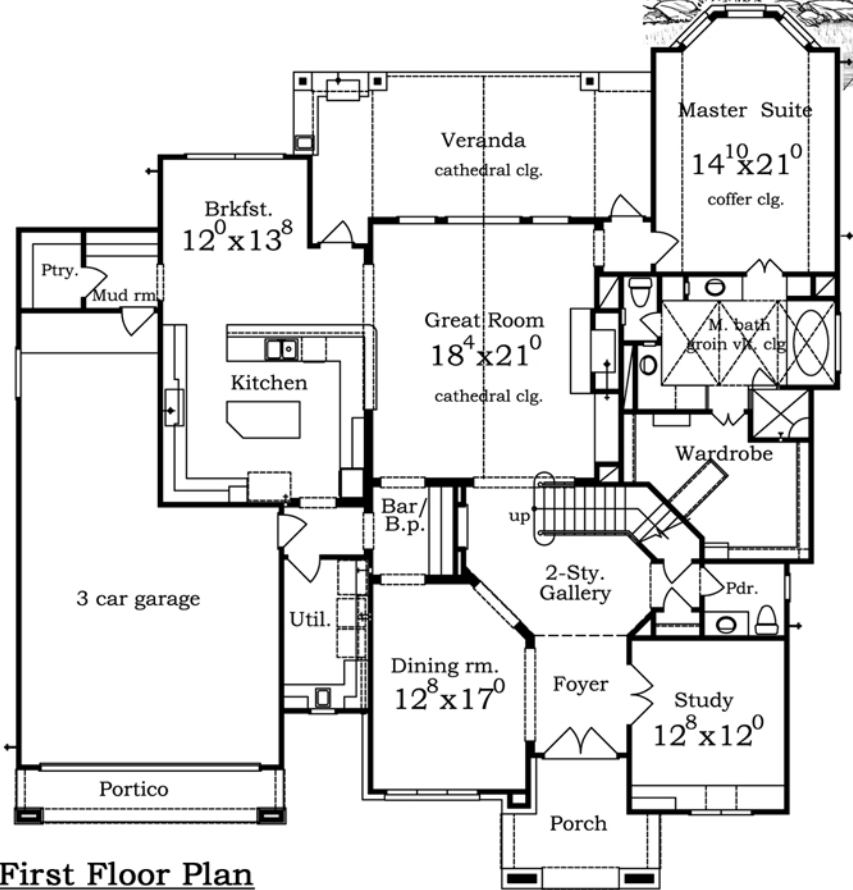 Master Suite
14¹⁰x21⁰
coffer clg.
Veranda
cathedral clg.
Brkfst.
12⁰x13⁸
Ptry.
Mud rm.
Great Room
18⁴x21⁰
cathedral clg.
M. bath
groin vlt. clg
Kitchen
Wardrobe
Bar/
B.p.
up
2-Sty.
Gallery
Pdr.
3 car garage
Util.
Dining rm.
12⁸x17⁰
Foyer
Study
12⁸x12⁰
Portico
Porch
First Floor Plan